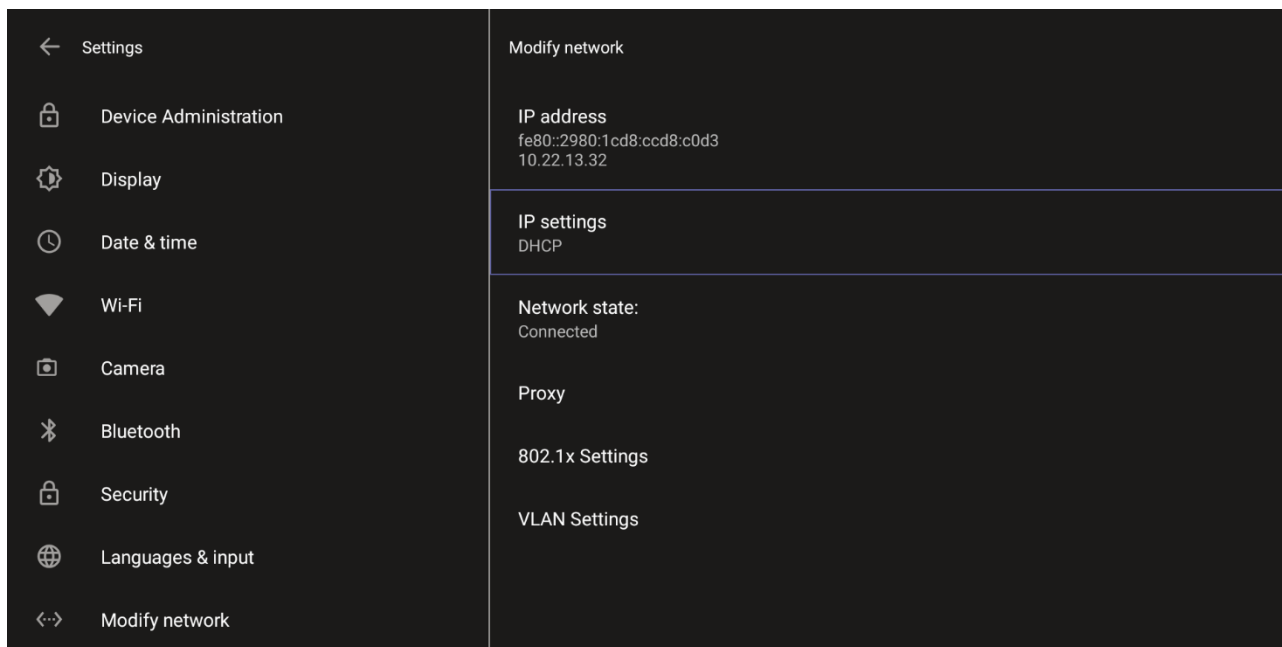 Settings
Device Administration
Display
Date & time
Wi-Fi
Camera
Bluetooth
Security
Languages & input
Modify network
Modify network
IP address
fe80::2980:1cd8:ccd8:c0d3
10.22.13.32
IP settings
DHCP
Network state:
Connected
Proxy
802.1x Settings
VLAN Settings